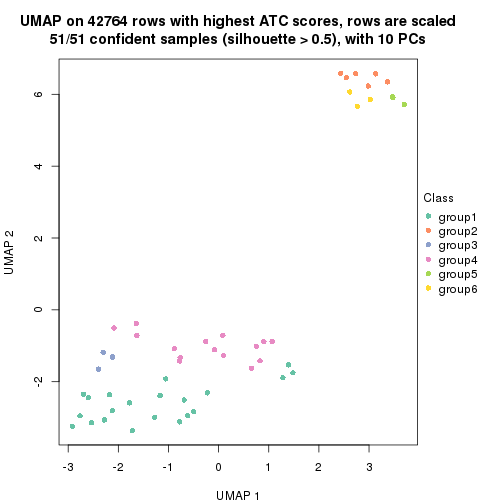 UMAP on 42764 rows with highest ATC scores, rows are scaled
51/51 confident samples (silhouette > 0.5), with 10 PCs
6
4
2
0
-2
UMAP 2
-3
-2
-1
0
1
2
3
UMAP 1
Class
group1
group2
group3
group4
group5
group6